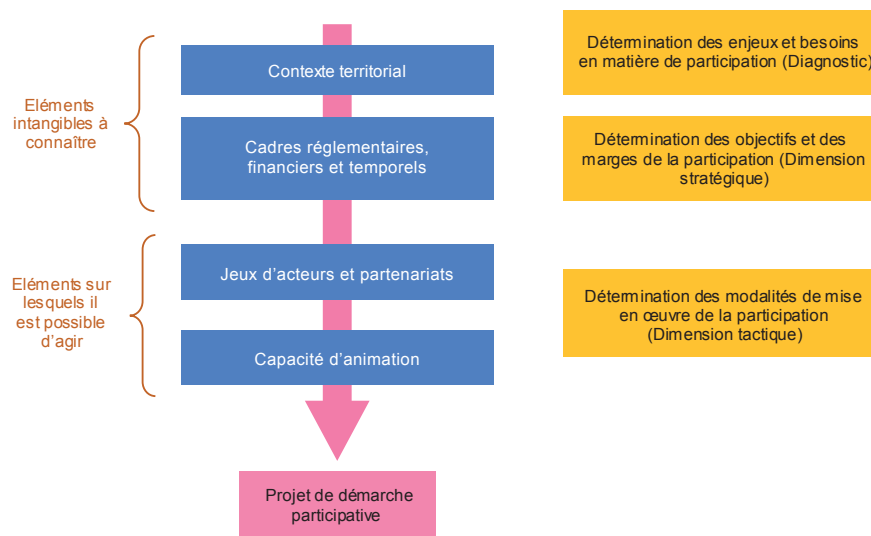 Contexte territorial
Détermination des enjeux et besoins
en matière de participation (Diagnostic)
Eléments
intangibles à
connaître
Cadres réglementaires,
financiers et temporels
Détermination des objectifs et des
marges de la participation (Dimension
stratégique)
Eléments sur
lesquels il
est possible
d'agir
Jeux d'acteurs et partenariats
Capacité d'animation
Détermination des modalités de mise
en œuvre de la participation
(Dimension tactique)
Projet de démarche
participative